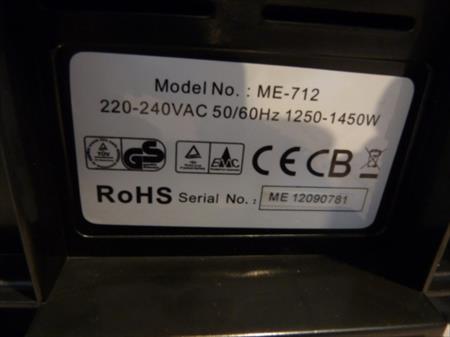 Model No. : ME-712
220-240VAC 50/60Hz 1250-1450W
TÜV GS EMC CE CB
RoHS Serial No. : ME 12090781